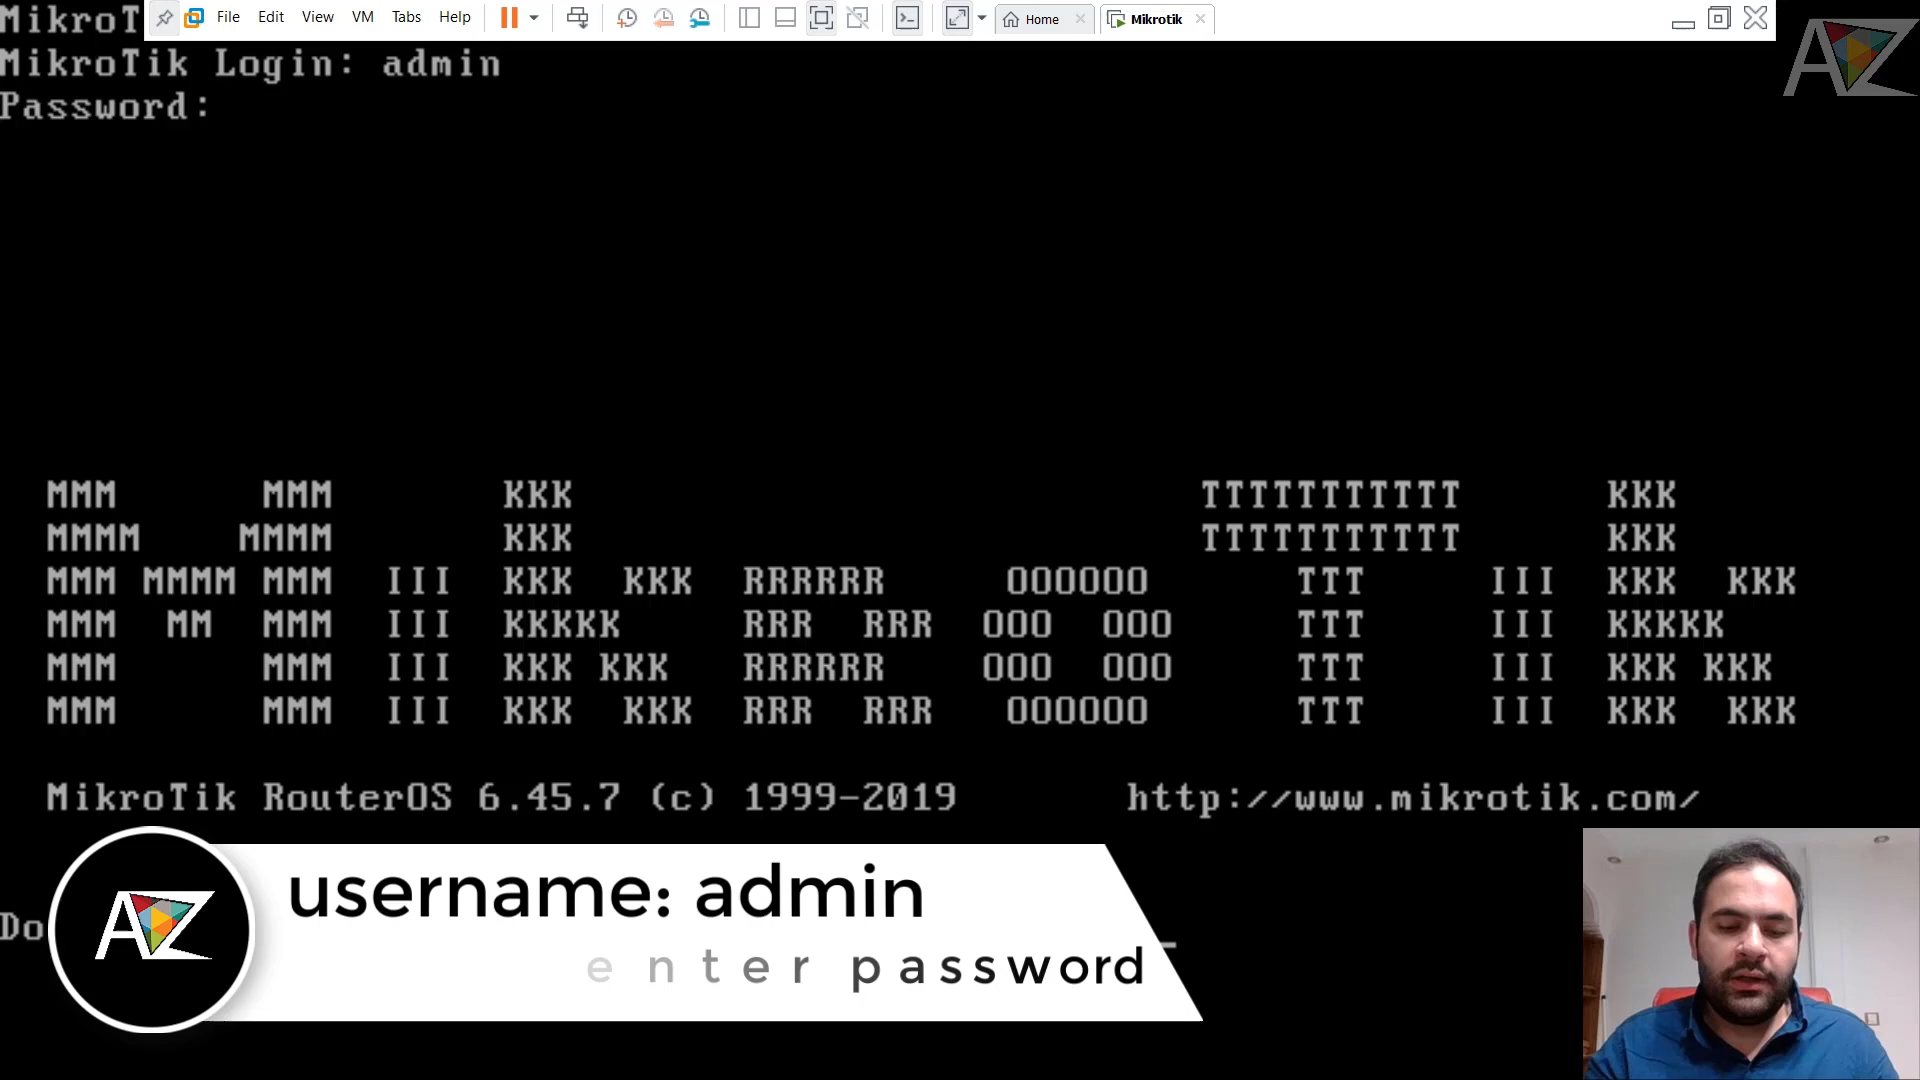 MikroT
File Edit View VM Tabs Help Home Mikrotik
MikroTik Login: admin
Password:
AZ
MMM MMM KKK TTTTTTTTTTT KKK
MMMM MMMM KKK TTTTTTTTTTT KKK
MMM MMMM MMM III KKK KKK RRRRRR OOOOOO TTT III KKK KKK
MMM MM MMM III KKKKK RRR RRR OOO OOO TTT III KKKKK
MMM MMM III KKK KKK RRRRRR OOO OOO TTT III KKK KKK
MMM MMM III KKK KKK RRR RRR OOOOOO TTT III KKK KKK
MikroTik RouterOS 6.45.7 (c) 1999-2019 http://www.mikrotik.com/
Do
AZ
username: admin
enter password